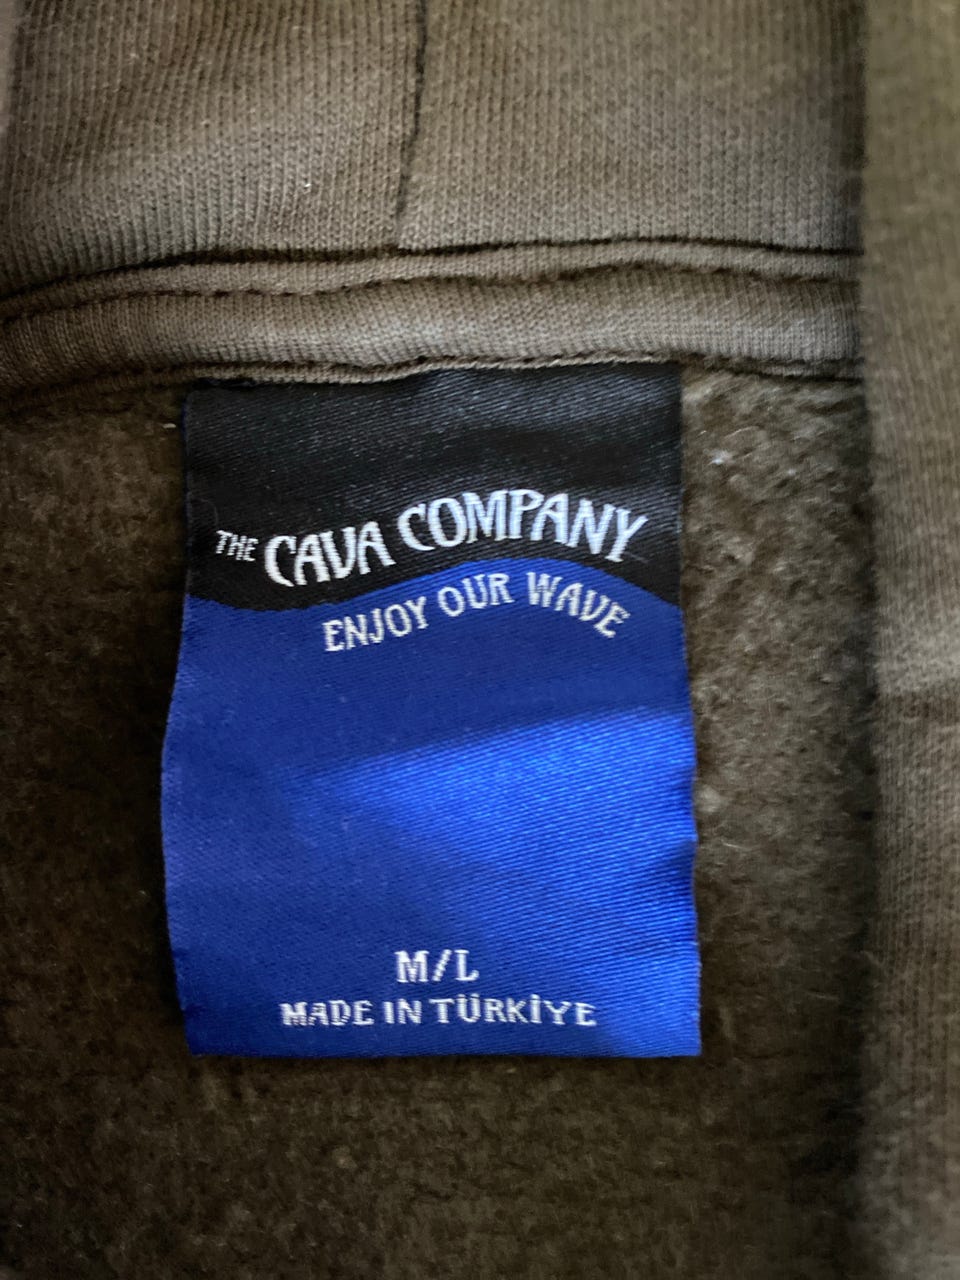 THE CAVA COMPANY
ENJOY OUR WAVE
M/L
MADE IN TÜRKİYE